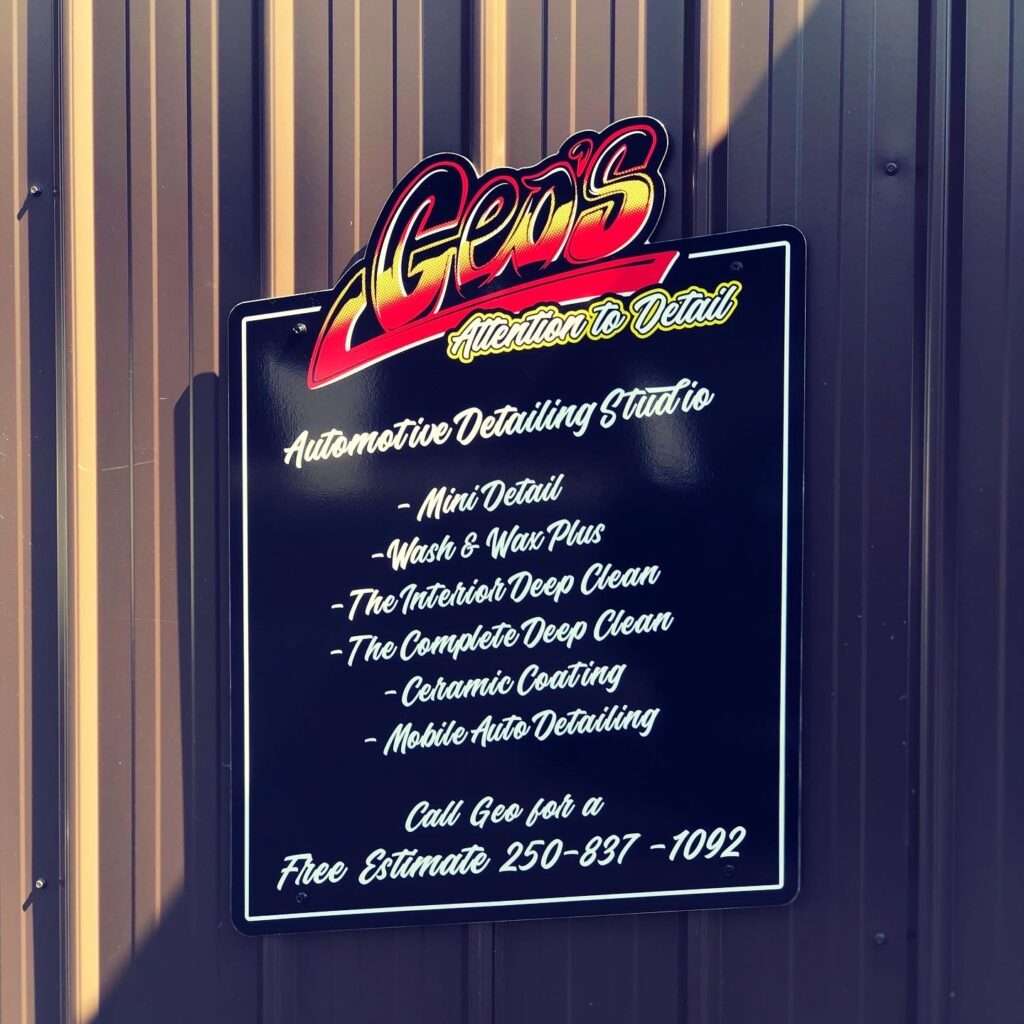 Geo's
Attention to Detail
Automotive Detailing Studio
- Mini Detail
- Wash & Wax Plus
- The Interior Deep Clean
- The Complete Deep Clean
- Ceramic Coating
- Mobile Auto Detailing
Call Geo for a
Free Estimate 250-837-1092